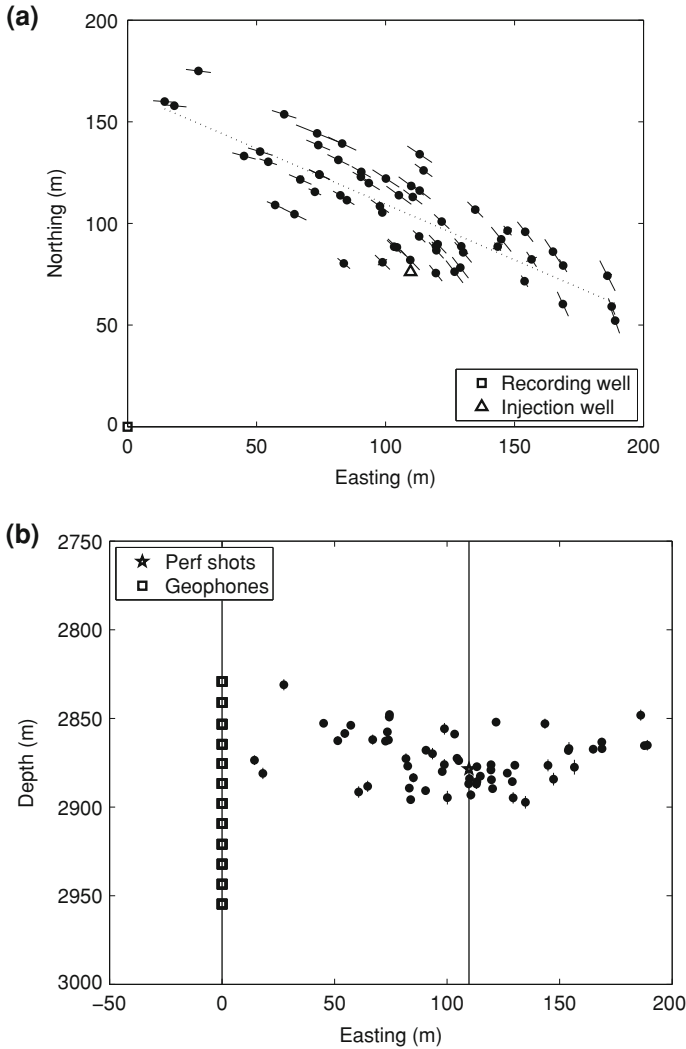 (a)
200
150
100
50
0
Northing (m)
Recording well
Injection well
0
50
100
150
200
Easting (m)
(b)
2750
2800
2850
2900
2950
3000
Depth (m)
Perf shots
Geophones
−50
0
50
100
150
200
Easting (m)